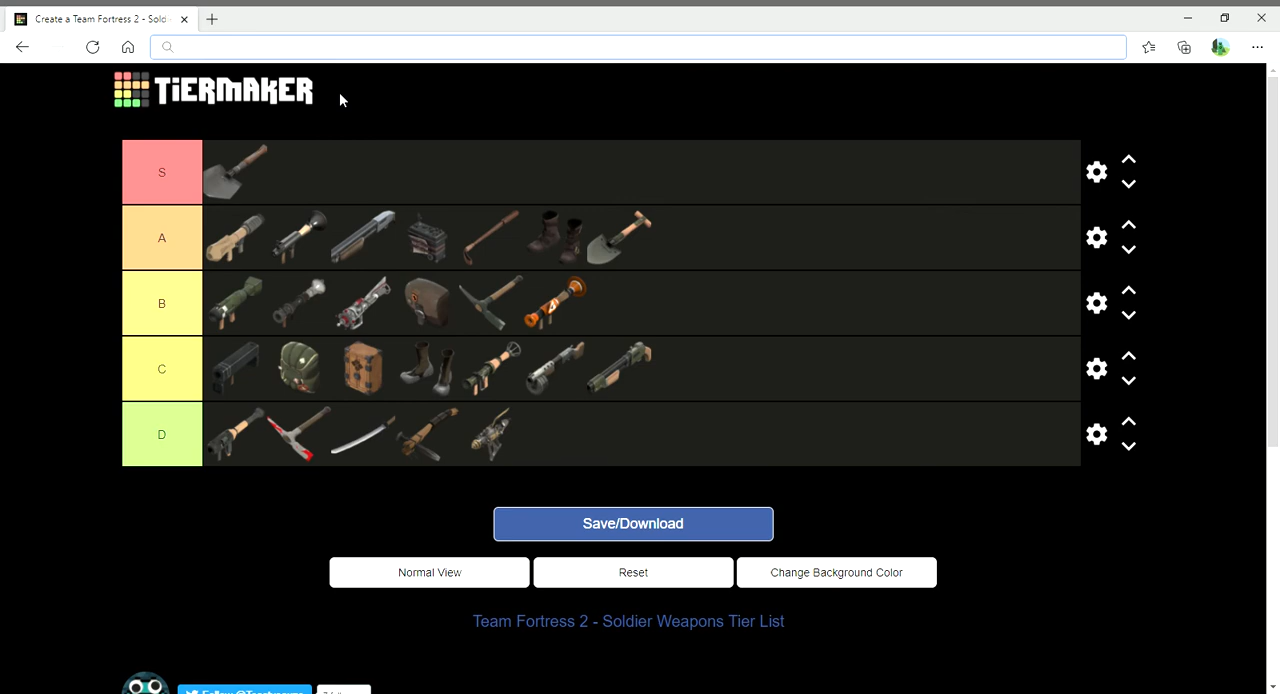 Create a Team Fortress 2 - Sold
TiERMAKER
S
A
B
C
D
Save/Download
Normal View
Reset
Change Background Color
Team Fortress 2 - Soldier Weapons Tier List